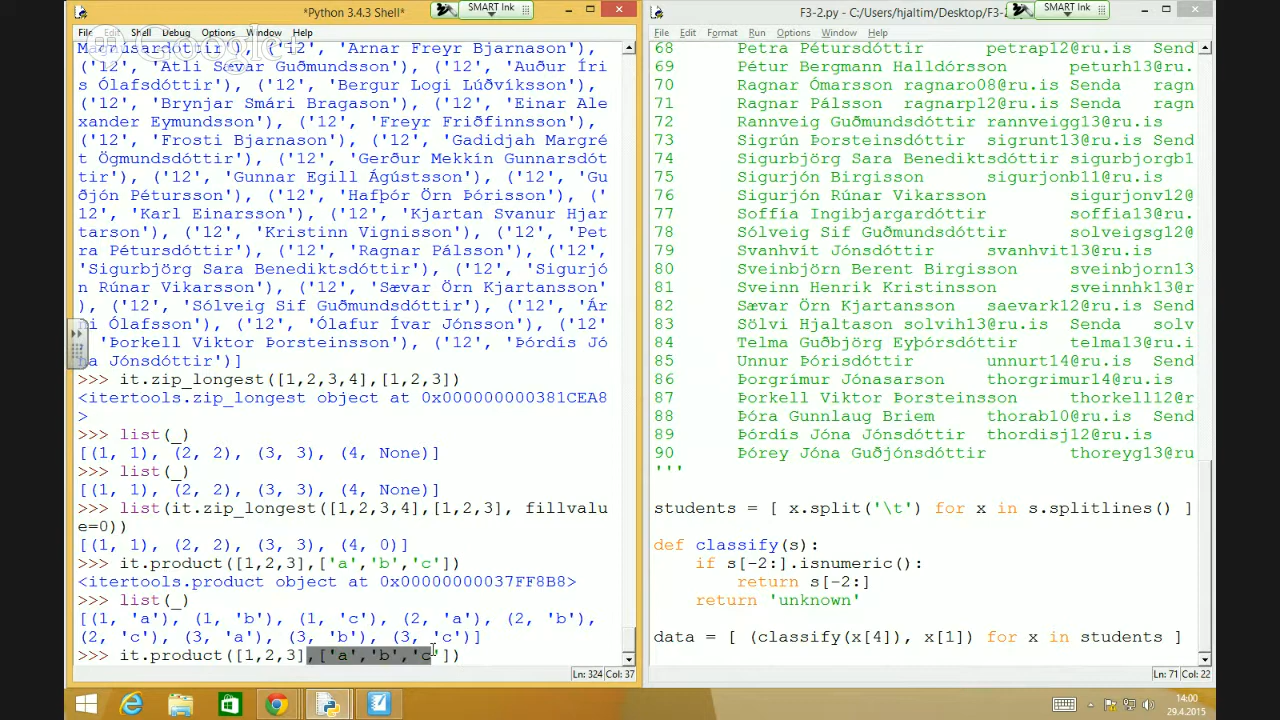 *Python 3.4.3 Shell*
SMART Ink
File Edit Shell Debug Options Window Help
Google+
Magnúsardóttir'), ('12', 'Arnar Freyr Bjarnason'),
('12', 'Atli Sævar Guðmundsson'), ('12', 'Auður Íri
s Ólafsdóttir'), ('12', 'Bergur Logi Lúðvíksson'),
('12', 'Brynjar Smári Bragason'), ('12', 'Einar Ale
xander Eymundsson'), ('12', 'Freyr Friðfinnsson'),
('12', 'Frosti Bjarnason'), ('12', 'Gadidjah Margré
t Ögmundsdóttir'), ('12', 'Gerður Mekkín Gunnarsdót
tir'), ('12', 'Gunnar Egill Ágústsson'), ('12', 'Gu
ðjón Pétursson'), ('12', 'Hafþór Örn Þórisson'), ('
12', 'Karl Einarsson'), ('12', 'Kjartan Svanur Hjar
tarson'), ('12', 'Kristinn Vignisson'), ('12', 'Pet
ra Pétursdóttir'), ('12', 'Ragnar Pálsson'), ('12',
'Sigurbjörg Sara Benediktsdóttir'), ('12', 'Sigurjó
n Rúnar Vikarsson'), ('12', 'Sævar Örn Kjartansson'
), ('12', 'Sólveig Sif Guðmundsdóttir'), ('12', 'Ár
ni Ólafsson'), ('12', 'Ólafur Ívar Jónsson'), ('12'
, 'Þorkell Viktor Þorsteinsson'), ('12', 'Þórdís Jó
na Jónsdóttir')]
>>> it.zip_longest([1,2,3,4],[1,2,3])
<itertools.zip_longest object at 0x000000000381CEA8
>
>>> list(_)
[(1, 1), (2, 2), (3, 3), (4, None)]
>>> list(_)
[(1, 1), (2, 2), (3, 3), (4, None)]
>>> list(it.zip_longest([1,2,3,4],[1,2,3], fillvalu
e=0))
[(1, 1), (2, 2), (3, 3), (4, 0)]
>>> it.product([1,2,3],['a','b','c'])
<itertools.product object at 0x00000000037FF8B8>
>>> list(_)
[(1, 'a'), (1, 'b'), (1, 'c'), (2, 'a'), (2, 'b'),
(2, 'c'), (3, 'a'), (3, 'b'), (3, 'c')]
>>> it.product([1,2,3],['a','b','c'])
Ln: 324 Col: 37
F3-2.py - C:/Users/hjaltim/Desktop/F3-2
SMART Ink
File Edit Format Run Options Window Help
68 Petra Pétursdóttir petrap12@ru.is Send
69 Pétur Bergmann Halldórsson peturh13@ru.
70 Ragnar Ómarsson ragnaro08@ru.is Senda ragn
71 Ragnar Pálsson ragnarp12@ru.is Senda ragn
72 Rannveig Guðmundsdóttir rannveigg13@ru.is
73 Sigrún Þorsteinsdóttir sigrunt13@ru.is Send
74 Sigurbjörg Sara Benediktsdóttir sigurbjorgb1
75 Sigurjón Birgisson sigurjonb11@ru.is
76 Sigurjón Rúnar Vikarsson sigurjonv12@
77 Soffía Ingibjargardóttir soffia13@ru.
78 Sólveig Sif Guðmundsdóttir solveigsg12@
79 Svanhvít Jónsdóttir svanhvit13@ru.is
80 Sveinbjörn Berent Birgisson sveinbjorn13
81 Sveinn Henrik Kristinsson sveinnhk13@r
82 Sævar Örn Kjartansson saevark12@ru.is Send
83 Sölvi Hjaltason solvih13@ru.is Senda solv
84 Telma Guðbjörg Eyþórsdóttir telma13@ru.i
85 Unnur Þórisdóttir unnurt14@ru.is Send
86 Þorgrímur Jónasarson thorgrimur14@ru.is
87 Þorkell Viktor Þorsteinsson thorkell12@r
88 Þóra Gunnlaug Briem thorab10@ru.is Send
89 Þórdís Jóna Jónsdóttir thordisj12@ru.is
90 Þórey Jóna Guðjónsdóttir thoreyg13@ru
'''
students = [ x.split('\t') for x in s.splitlines() ]
def classify(s):
if s[-2:].isnumeric():
return s[-2:]
return 'unknown'
data = [ (classify(x[4]), x[1]) for x in students ]
Ln: 71 Col: 22
14:00
29.4.2015